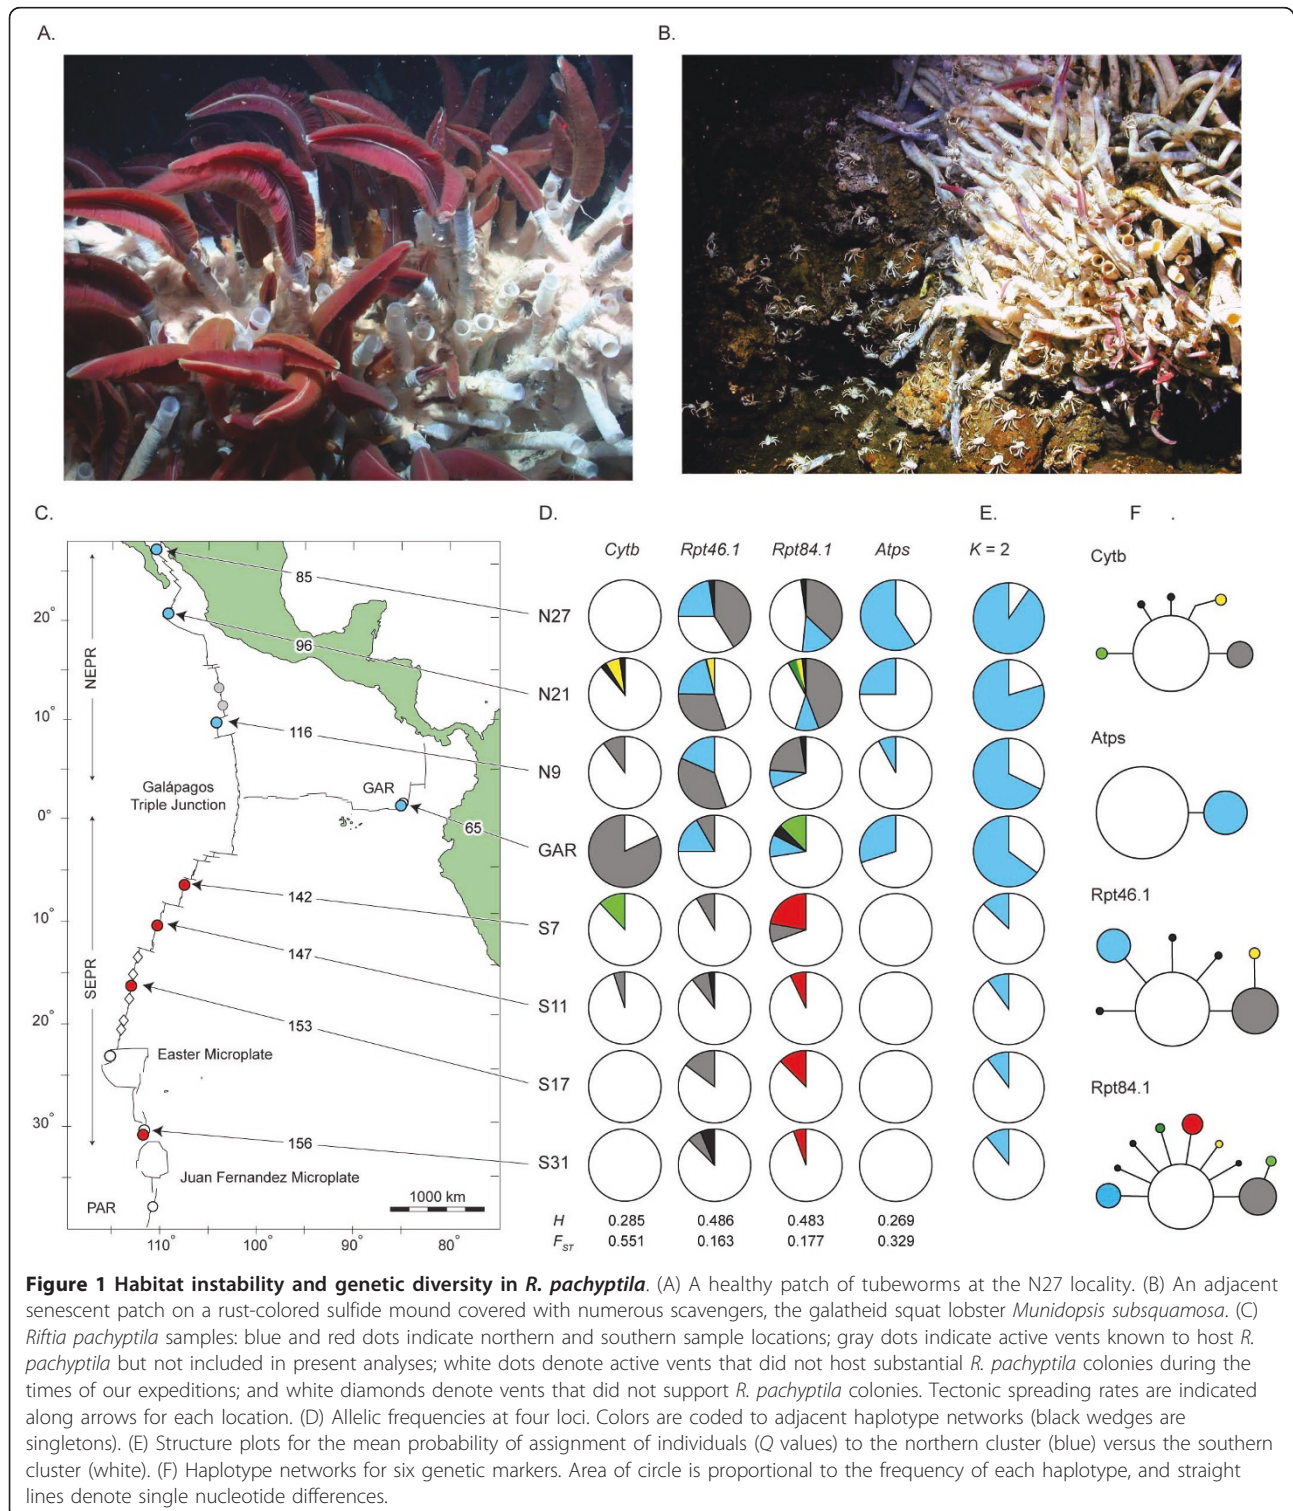 A.
B.
C.
D.
E.
F .
Cytb
Rpt46.1
Rpt84.1
Atps
K = 2
Cytb
Atps
Rpt46.1
Rpt84.1
N27
N21
N9
GAR
S7
S11
S17
S31
85
96
116
65
142
147
153
156
20°
10°
0°
10°
20°
30°
NEPR
SEPR
Galápagos
Triple Junction
GAR
Easter Microplate
Juan Fernandez Microplate
PAR
1000 km
110°
100°
90°
80°
H 0.285 0.486 0.483 0.269
FST 0.551 0.163 0.177 0.329
Figure 1 Habitat instability and genetic diversity in R. pachyptila. (A) A healthy patch of tubeworms at the N27 locality. (B) An adjacent
senescent patch on a rust-colored sulfide mound covered with numerous scavengers, the galatheid squat lobster Munidopsis subsquamosa. (C)
Riftia pachyptila samples: blue and red dots indicate northern and southern sample locations; gray dots indicate active vents known to host R.
pachyptila but not included in present analyses; white dots denote active vents that did not host substantial R. pachyptila colonies during the
times of our expeditions; and white diamonds denote vents that did not support R. pachyptila colonies. Tectonic spreading rates are indicated
along arrows for each location. (D) Allelic frequencies at four loci. Colors are coded to adjacent haplotype networks (black wedges are
singletons). (E) Structure plots for the mean probability of assignment of individuals (Q values) to the northern cluster (blue) versus the southern
cluster (white). (F) Haplotype networks for six genetic markers. Area of circle is proportional to the frequency of each haplotype, and straight
lines denote single nucleotide differences.